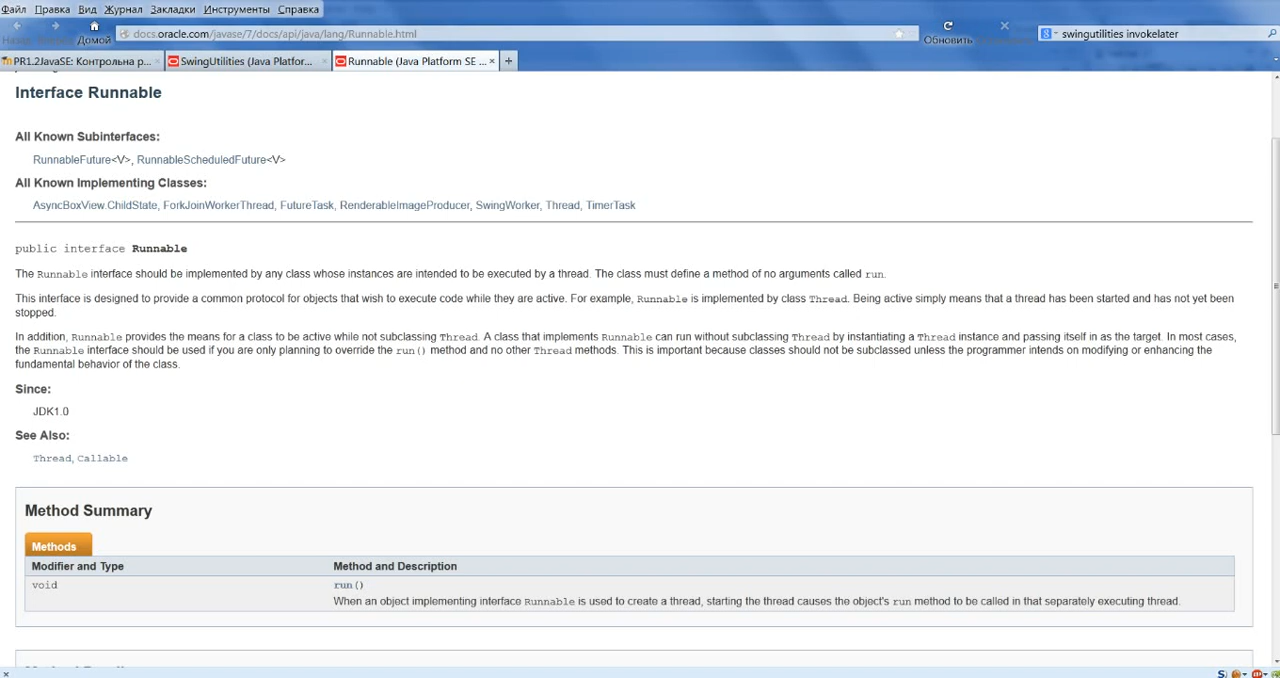 Файл Правка Вид Журнал Закладки Инструменты Справка
Домой
docs.oracle.com/javase/7/docs/api/java/lang/Runnable.html
Обновить
swingutilities invokelater
PR1.2JavaSE: Контрольна р...
SwingUtilities (Java Platfor...
Runnable (Java Platform SE ...
Interface Runnable
All Known Subinterfaces:
RunnableFuture<V>, RunnableScheduledFuture<V>
All Known Implementing Classes:
AsyncBoxView.ChildState, ForkJoinWorkerThread, FutureTask, RenderableImageProducer, SwingWorker, Thread, TimerTask
public interface Runnable
The Runnable interface should be implemented by any class whose instances are intended to be executed by a thread. The class must define a method of no arguments called run.
This interface is designed to provide a common protocol for objects that wish to execute code while they are active. For example, Runnable is implemented by class Thread. Being active simply means that a thread has been started and has not yet been
stopped.
In addition, Runnable provides the means for a class to be active while not subclassing Thread. A class that implements Runnable can run without subclassing Thread by instantiating a Thread instance and passing itself in as the target. In most cases,
the Runnable interface should be used if you are only planning to override the run() method and no other Thread methods. This is important because classes should not be subclassed unless the programmer intends on modifying or enhancing the
fundamental behavior of the class.
Since:
JDK1.0
See Also:
Thread, Callable
Method Summary
Methods
Modifier and Type Method and Description
void run()
When an object implementing interface Runnable is used to create a thread, starting the thread causes the object's run method to be called in that separately executing thread.